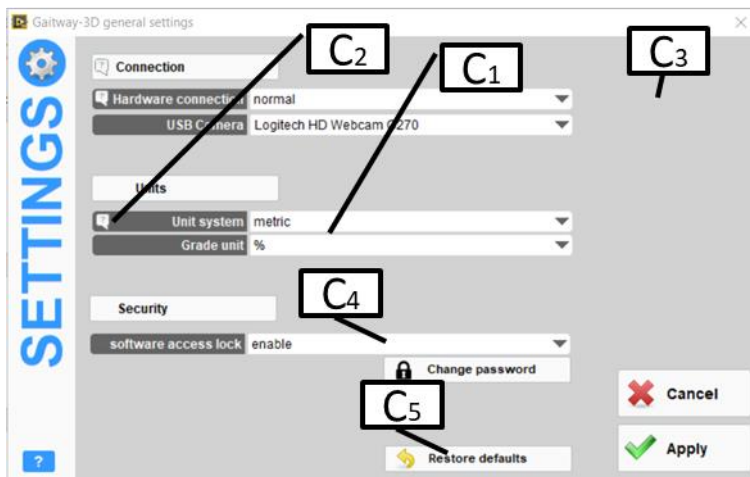 Gaitway-3D general settings
SETTINGS
C2
C1
C3
Connection
Hardware connection normal
USB Camera Logitech HD Webcam C270
Units
Unit system metric
Grade unit %
C4
Security
software access lock enable
Change password
C5
Cancel
Restore defaults
Apply
?